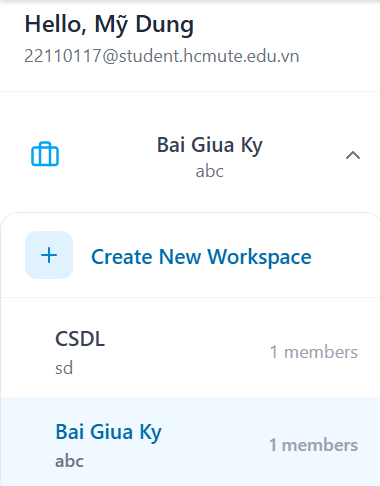 Hello, Mỹ Dung
22110117@student.hcmute.edu.vn
Bai Giua Ky
abc
Create New Workspace
CSDL
1 members
sd
Bai Giua Ky
1 members
abc